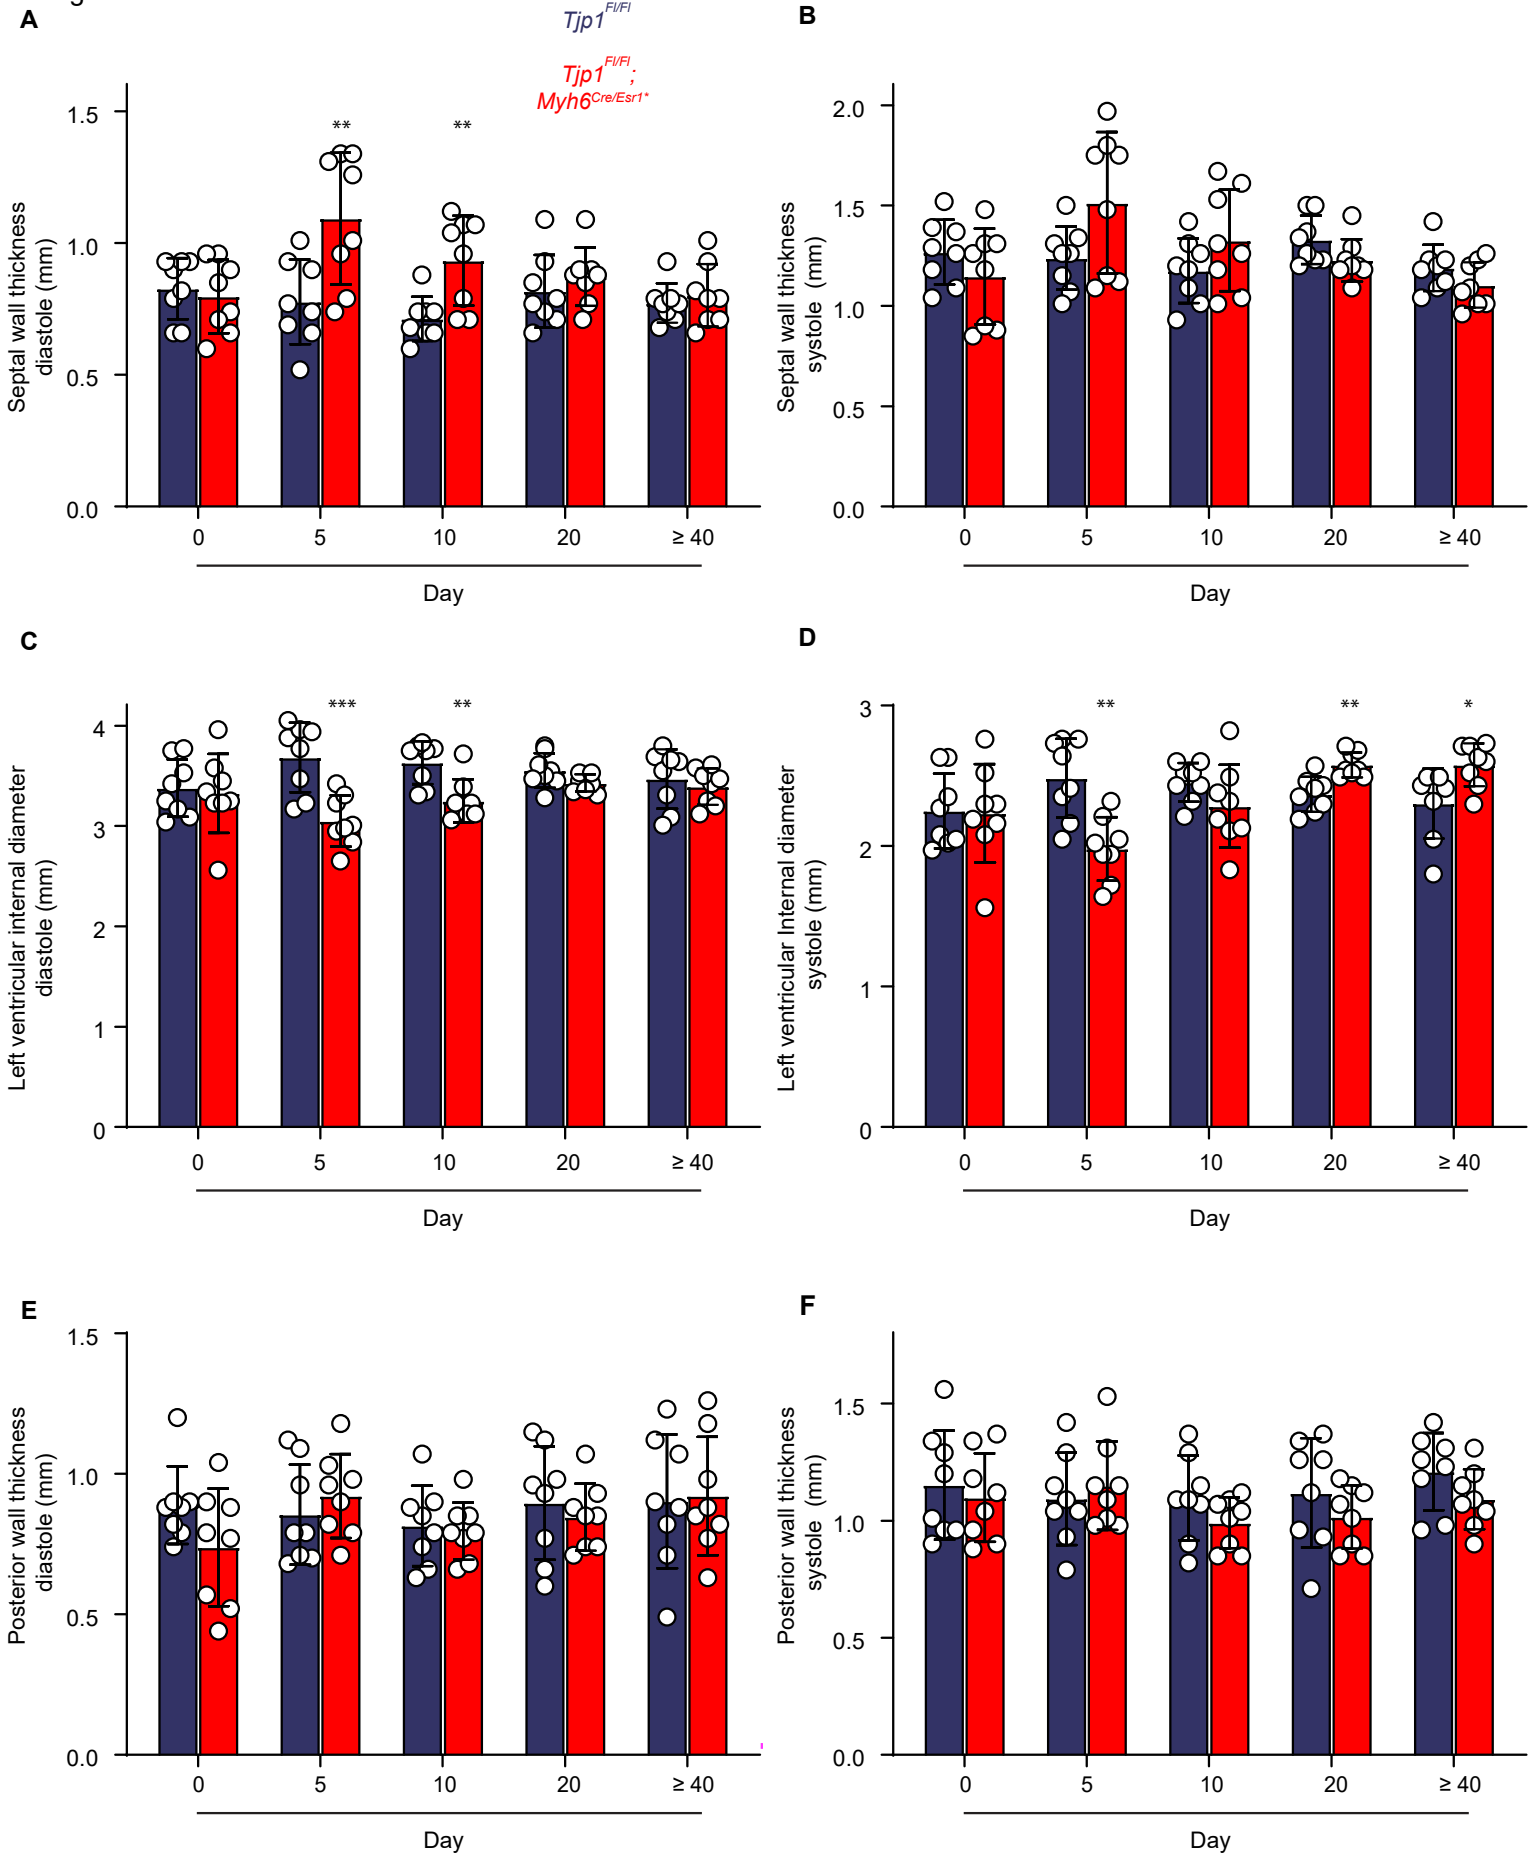 A
Tjp1Fl/Fl
Tjp1Fl/Fl;
Myh6Cre/Esr1*
B
1.5
1.0
0.5
0.0
Septal wall thickness
diastole (mm)
** **
0 5 10 20 ≥ 40
Day
2.0
1.5
1.0
0.5
0.0
Septal wall thickness
systole (mm)
0 5 10 20 ≥ 40
Day
C
4
3
2
1
0
Left ventricular internal diameter
diastole (mm)
*** **
0 5 10 20 ≥ 40
Day
D
3
2
1
0
Left ventricular Internal diameter
systole (mm)
** ** *
0 5 10 20 ≥ 40
Day
E
1.5
1.0
0.5
0.0
Posterior wall thickness
diastole (mm)
0 5 10 20 ≥ 40
Day
F
1.5
1.0
0.5
0.0
Posterior wall thickness
systole (mm)
0 5 10 20 ≥ 40
Day